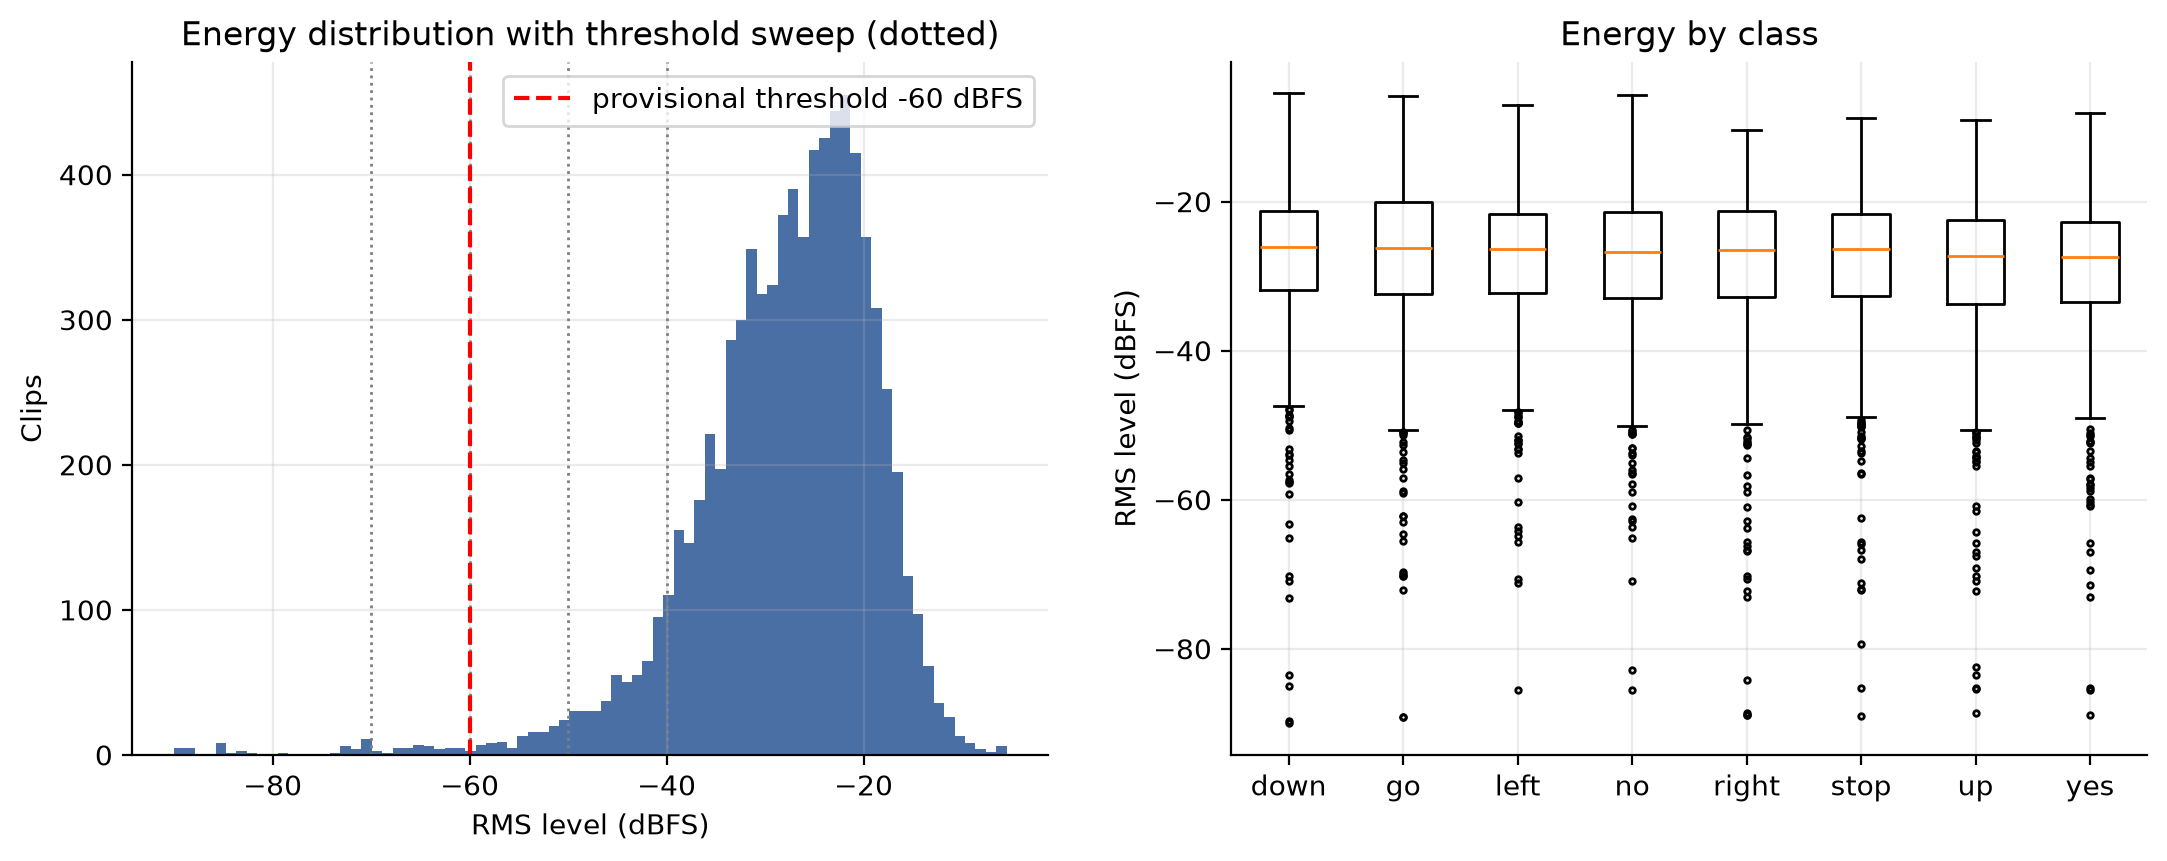 Energy distribution with threshold sweep (dotted)
provisional threshold -60 dBFS
400
300
200
100
0
Clips
−80 −60 −40 −20
RMS level (dBFS)
Energy by class
−20
−40
−60
−80
RMS level (dBFS)
down go left no right stop up yes